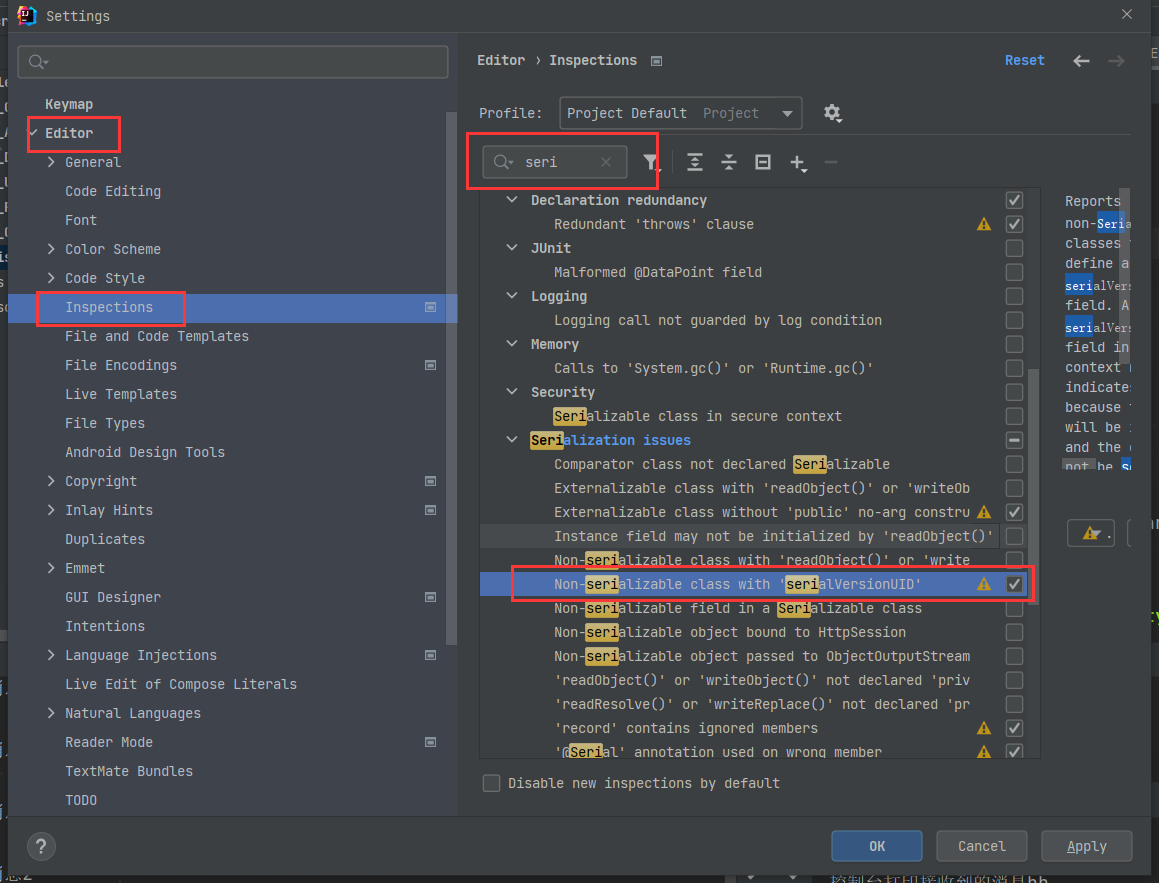 Settings
Keymap
Editor
General
Code Editing
Font
Color Scheme
Code Style
Inspections
File and Code Templates
File Encodings
Live Templates
File Types
Android Design Tools
Copyright
Inlay Hints
Duplicates
Emmet
GUI Designer
Intentions
Language Injections
Live Edit of Compose Literals
Natural Languages
Reader Mode
TextMate Bundles
TODO
Editor › Inspections
Reset
Profile: Project Default Project
seri
Declaration redundancy
Redundant 'throws' clause
JUnit
Malformed @DataPoint field
Logging
Logging call not guarded by log condition
Memory
Calls to 'System.gc()' or 'Runtime.gc()'
Security
Serializable class in secure context
Serialization issues
Comparator class not declared Serializable
Externalizable class with 'readObject()' or 'writeOb
Externalizable class without 'public' no-arg constru
Instance field may not be initialized by 'readObject()'
Non-serializable class with 'readObject()' or 'write
Non-serializable class with 'serialVersionUID'
Non-serializable field in a Serializable class
Non-serializable object bound to HttpSession
Non-serializable object passed to ObjectOutputStream
'readObject()' or 'writeObject()' not declared 'priv
'readResolve()' or 'writeReplace()' not declared 'pr
'record' contains ignored members
'@Serial' annotation used on wrong member
Reports
non-Seria
classes
define a
serialVers
field. A
serialVers
field in
context
indicates
because
will be
and the
not be s
Disable new inspections by default
?
OK
Cancel
Apply